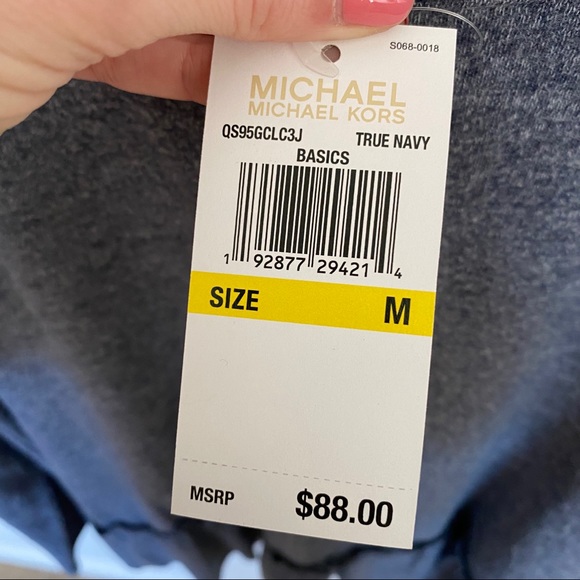 S068-0018
MICHAEL
MICHAEL KORS
QS95GCLC3J TRUE NAVY
BASICS
1 92877 29421 4
SIZE M
MSRP $88.00